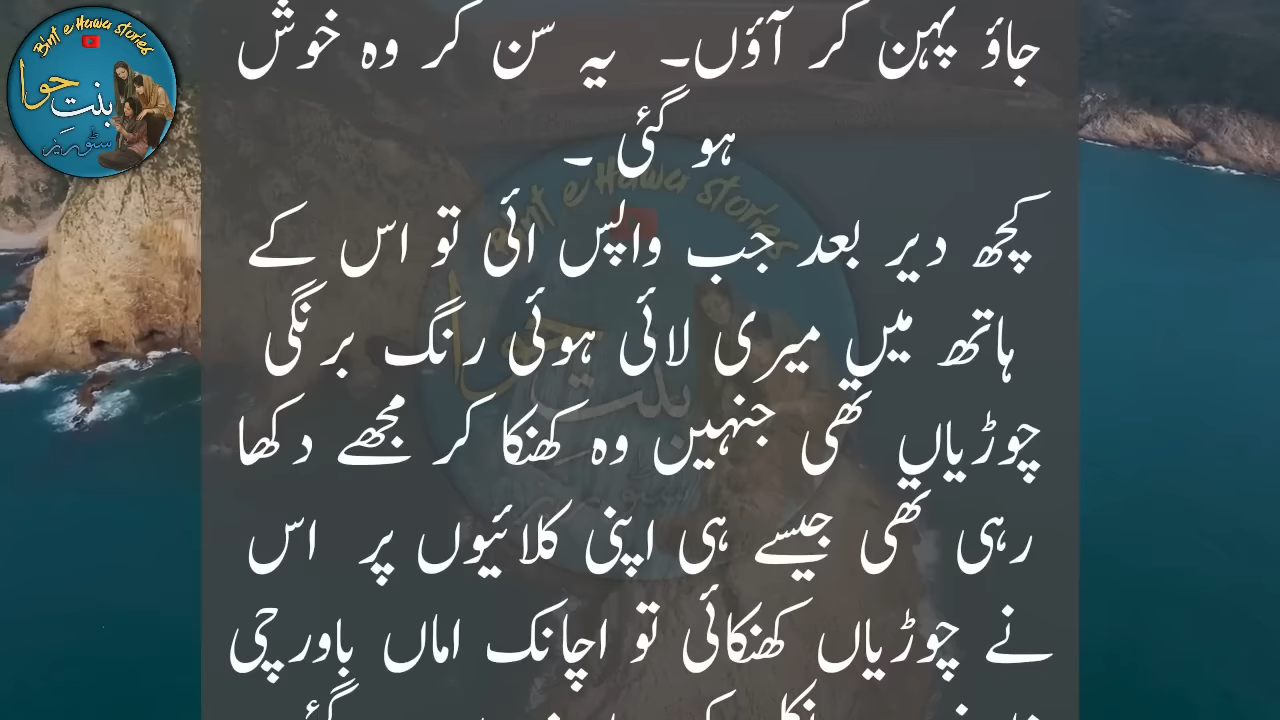 Bint e Hawa stories
بنت حوا
سٹوریز
جاؤ پہن کر آؤں۔ یہ سن کر وہ خوش
ہو گئی ۔
کچھ دیر بعد جب واپس ائی تو اس کے
ہاتھ میں میری لائی ہوئی رنگ برنگی
چوڑیاں تھی جنہیں وہ کھنکا کر مجھے دکھا
رہی تھی جیسے ہی اپنی کلائیوں پر اس
نے چوڑیاں کھنکائی تو اچانک اماں باورچی